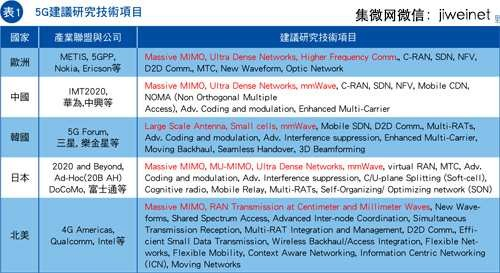 表1 5G建議研究技術項目 集微网微信：jiweinet
國家 產業聯盟與公司 建議研究技術項目
歐洲 METIS, 5GPP, Massive MIMO, Ultra Dense Networks, Higher Frequency Comm., C-RAN, SDN, NFV,
Nokia, Ericson等 D2D Comm., MTC, New Waveform, Optic Network
中國 IMT2020, Massive MIMO, Ultra Dense Networks, mmWave, C-RAN, SDN, NFV, Mobile CDN,
華為,中興等 NOMA (Non Orthogonal Multiple
Access), Adv. Coding and modulation, Enhanced Multi-Carrier
韓國 5G Forum, Large Scale Antenna, Small cells, mmWave, Mobile SDN, D2D Comm., Multi-RATs,
三星, 樂金星等 Adv. Coding and modulation, Adv. Interference suppression, Enhanced Multi-Carrier,
Moving Backhaul, Seamless Handover, 3D Beamforming
日本 2020 and Beyond, Massive MIMO, MU-MIMO, Ultra Dense Networks, mmWave, virtual RAN, MTC, Adv.
Ad-Hoc(20B AH) Coding and modulation, Adv. Interference suppression, C/U-plane Splitting (Soft-cell),
DoCoMo, 富士通等 Cognitive radio, Mobile Relay, Multi-RATs, Self-Organizing/ Optimizing network (SON)
北美 4G Americas, Massive MIMO, RAN Transmission at Centimeter and Millimeter Waves, New Wave-
Qualcomm, Intel等 forms, Shared Spectrum Access, Advanced Inter-node Coordination, Simultaneous
Transmission Reception, Multi-RAT Integration and Management, D2D Comm., Effi-
cient Small Data Transmission, Wireless Backhaul/Access Integration, Flexible Net-
works, Flexible Mobility, Context Aware Networking, Information Centric Networking
(ICN), Moving Networks